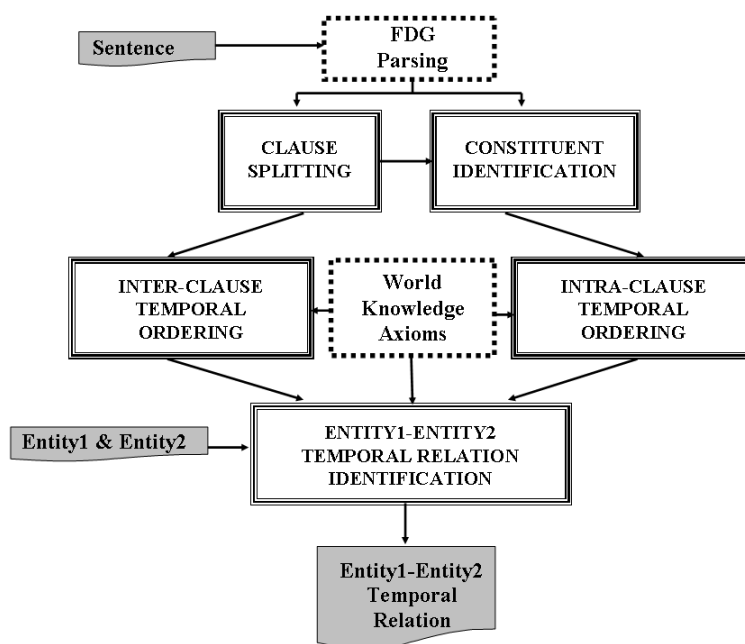 Sentence
FDG
Parsing
CLAUSE
SPLITTING
CONSTITUENT
IDENTIFICATION
INTER-CLAUSE
TEMPORAL
ORDERING
World
Knowledge
Axioms
INTRA-CLAUSE
TEMPORAL
ORDERING
Entity1 & Entity2
ENTITY1-ENTITY2
TEMPORAL RELATION
IDENTIFICATION
Entity1-Entity2
Temporal
Relation